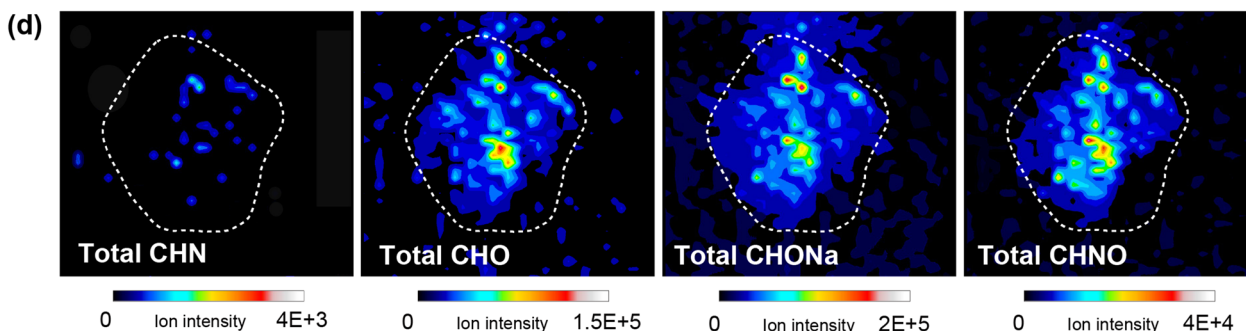 (d)
Total CHN
Total CHO
Total CHONa
Total CHNO
0 Ion intensity 4E+3
0 Ion intensity 1.5E+5
0 Ion intensity 2E+5
0 Ion intensity 4E+4